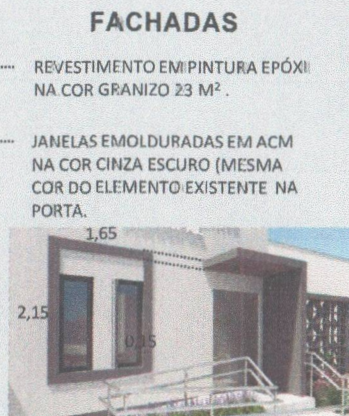 FACHADAS
REVESTIMENTO EM PINTURA EPÓXI
NA COR GRANIZO 23 M² .
JANELAS EMOLDURADAS EM ACM
NA COR CINZA ESCURO (MESMA
COR DO ELEMENTO EXISTENTE NA
PORTA.
1,65
2,15
0,15